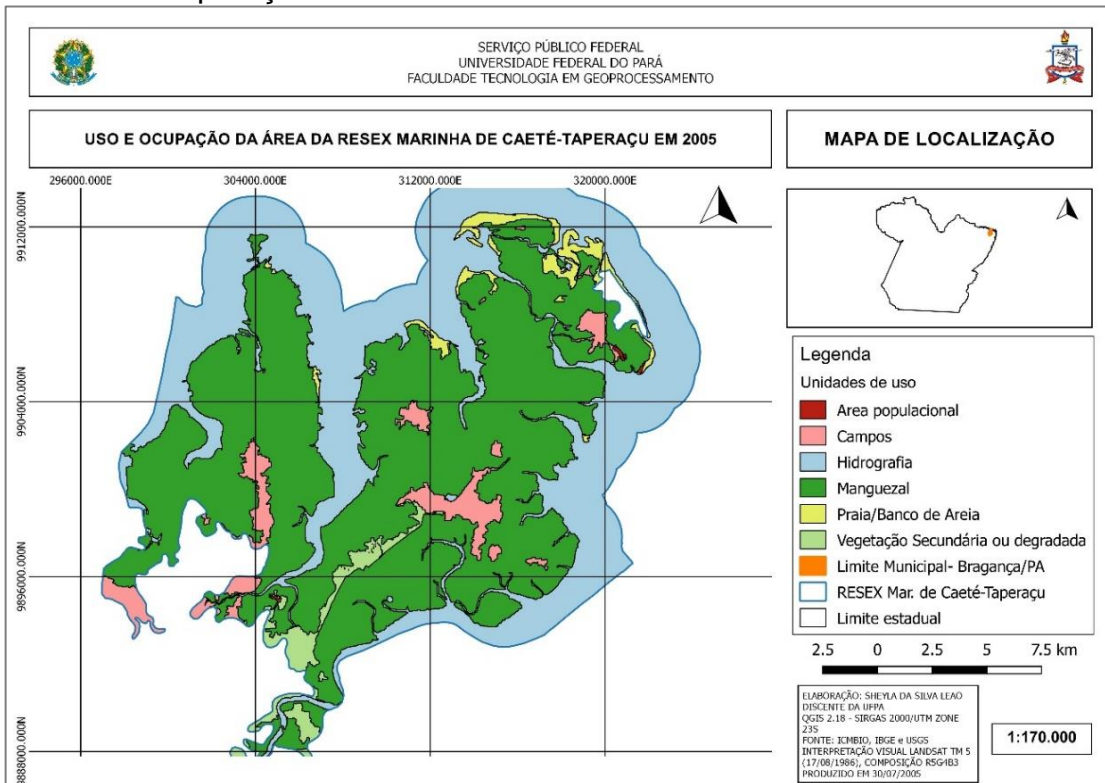 SERVIÇO PÚBLICO FEDERAL
UNIVERSIDADE FEDERAL DO PARÁ
FACULDADE TECNOLOGIA EM GEOPROCESSAMENTO
USO E OCUPAÇÃO DA ÁREA DA RESEX MARINHA DE CAETÉ-TAPERAÇU EM 2005
MAPA DE LOCALIZAÇÃO
296000.000E
304000.000E
312000.000E
320000.000E
9912000.000N
9904000.000N
9896000.000N
9888000.000N
Legenda
Unidades de uso
Area populacional
Campos
Hidrografia
Manguezal
Praia/Banco de Areia
Vegetação Secundária ou degradada
Limite Municipal- Bragança/PA
RESEX Mar. de Caeté-Taperaçu
Limite estadual
2.5 0 2.5 5 7.5 km
ELABORAÇÃO: SHEYLA DA SILVA LEAO
DISCENTE DA UFPA
QGIS 2.18 - SIRGAS 2000/UTM ZONE
23S
FONTE: ICMBIO, IBGE e USGS
INTERPRETAÇÃO VISUAL LANDSAT TM 5
(17/08/1986), COMPOSIÇÃO R5G4B3
PRODUZIDO EM 30/07/2005
1:170.000